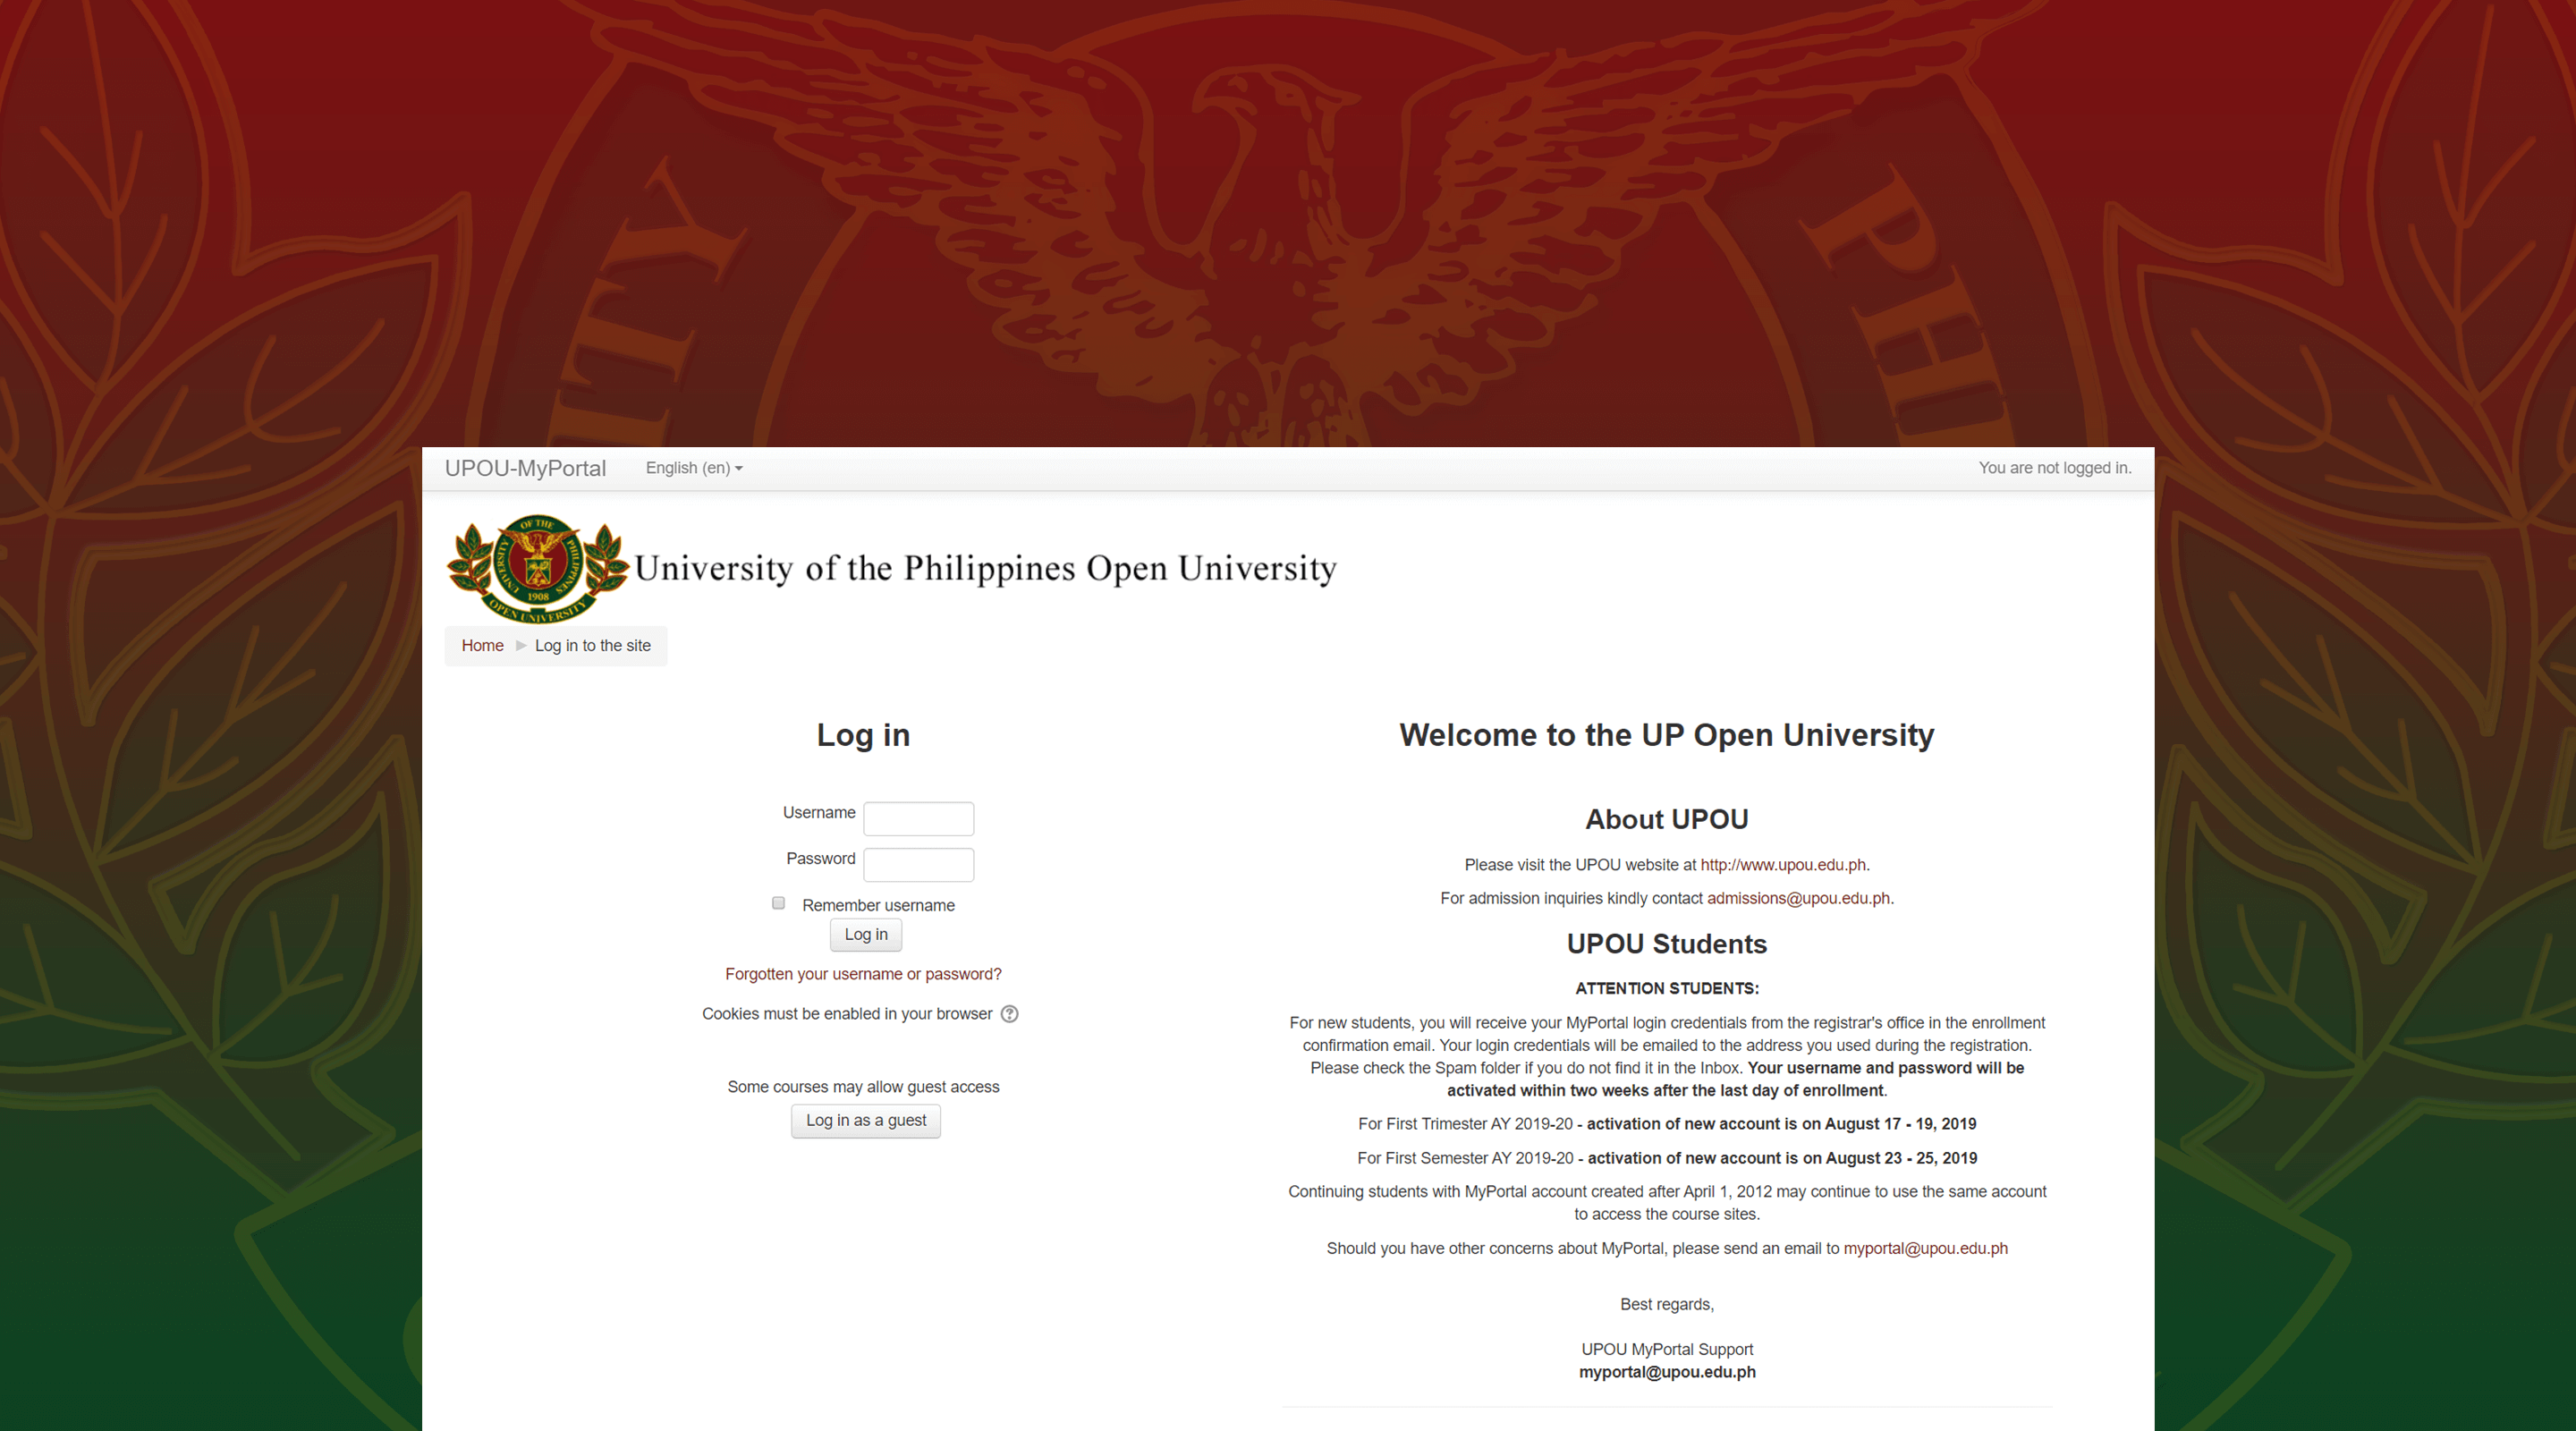 ITY
PHI
UPOU-MyPortal
English (en)
You are not logged in.
OF THE
UNIVERSITY
PHILIPPINES
1908
OPEN UNIVERSITY
University of the Philippines Open University
Home
Log in to the site
Log in
Username
Password
Remember username
Log in
Forgotten your username or password?
Cookies must be enabled in your browser
Some courses may allow guest access
Log in as a guest
Welcome to the UP Open University
About UPOU
Please visit the UPOU website at http://www.upou.edu.ph.
For admission inquiries kindly contact admissions@upou.edu.ph.
UPOU Students
ATTENTION STUDENTS:
For new students, you will receive your MyPortal login credentials from the registrar's office in the enrollment
confirmation email. Your login credentials will be emailed to the address you used during the registration.
Please check the Spam folder if you do not find it in the Inbox. Your username and password will be
activated within two weeks after the last day of enrollment.
For First Trimester AY 2019-20 - activation of new account is on August 17 - 19, 2019
For First Semester AY 2019-20 - activation of new account is on August 23 - 25, 2019
Continuing students with MyPortal account created after April 1, 2012 may continue to use the same account
to access the course sites.
Should you have other concerns about MyPortal, please send an email to myportal@upou.edu.ph
Best regards,
UPOU MyPortal Support
myportal@upou.edu.ph